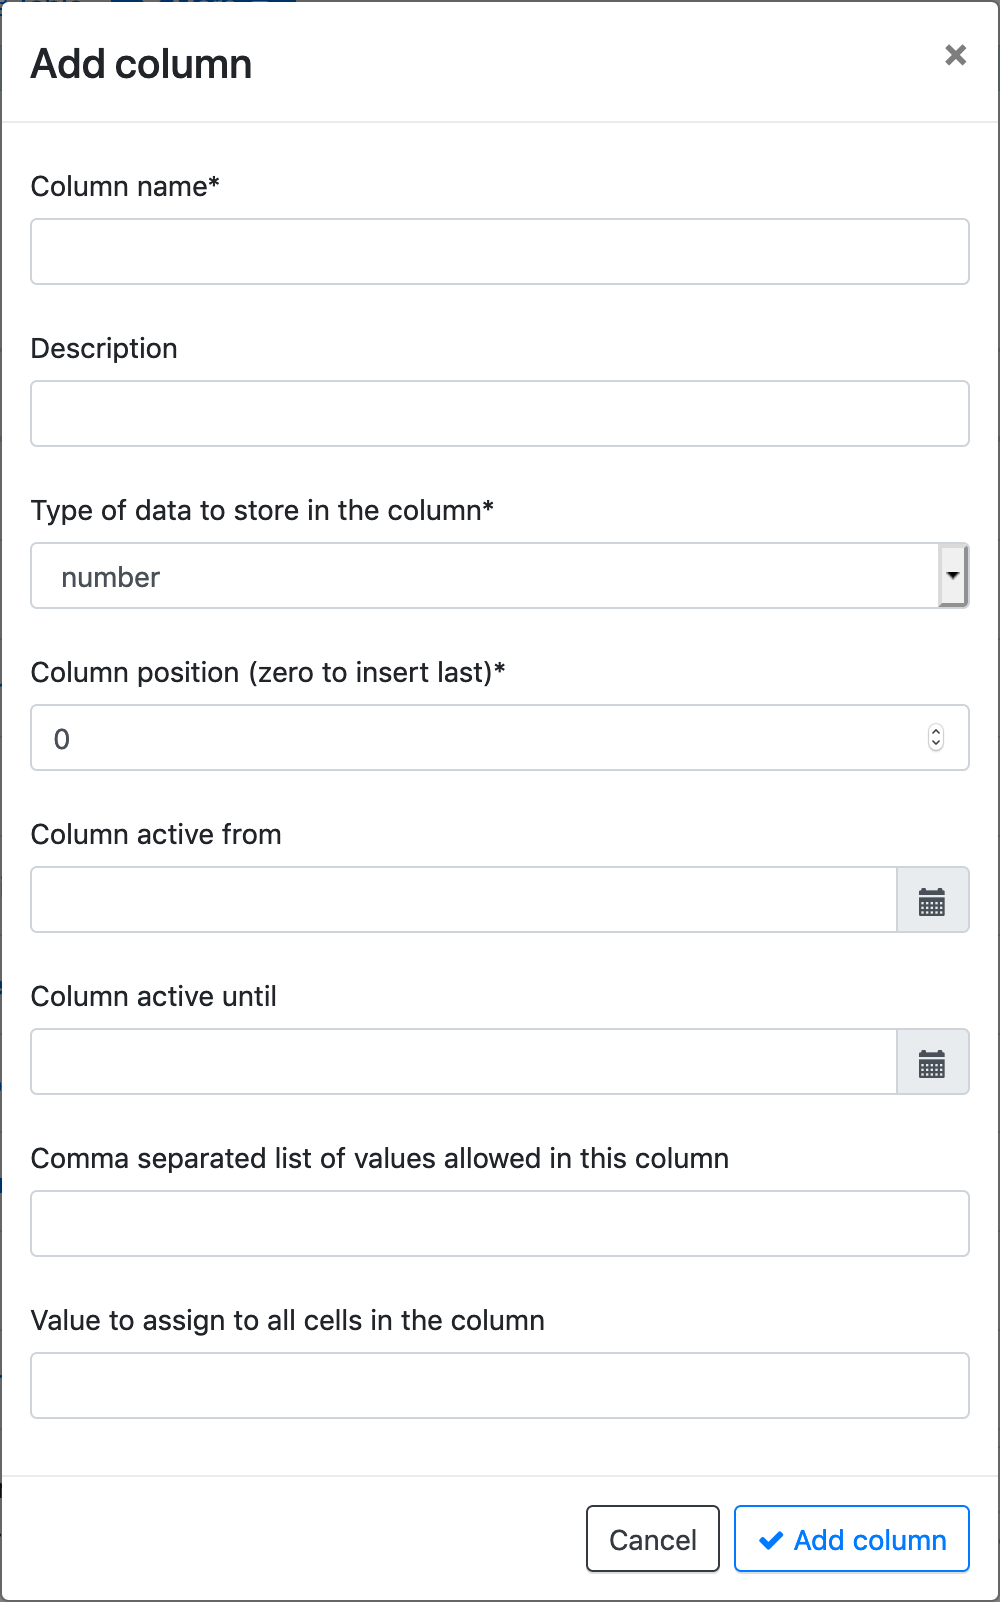 Add column
×
Column name*
Description
Type of data to store in the column*
number
Column position (zero to insert last)*
0
Column active from
Column active until
Comma separated list of values allowed in this column
Value to assign to all cells in the column
Cancel
Add column